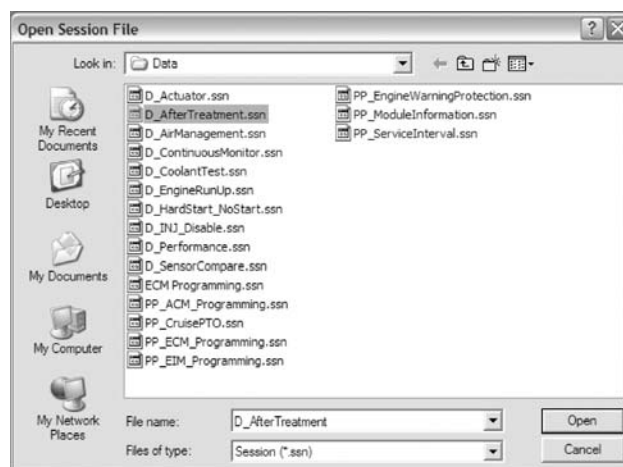 Open Session File
Look in: Data
My Recent Documents
Desktop
My Documents
My Computer
My Network Places
D_Actuator.ssn
D_AfterTreatment.ssn
D_AirManagement.ssn
D_ContinuousMonitor.ssn
D_CoolantTest.ssn
D_EngineRunUp.ssn
D_HardStart_NoStart.ssn
D_INJ_Disable.ssn
D_Performance.ssn
D_SensorCompare.ssn
ECM Programming.ssn
PP_ACM_Programming.ssn
PP_CruisePTO.ssn
PP_ECM_Programming.ssn
PP_EIM_Programming.ssn
PP_EngineWarningProtection.ssn
PP_ModuleInformation.ssn
PP_ServiceInterval.ssn
File name: D_AfterTreatment Open
Files of type: Session (*.ssn) Cancel